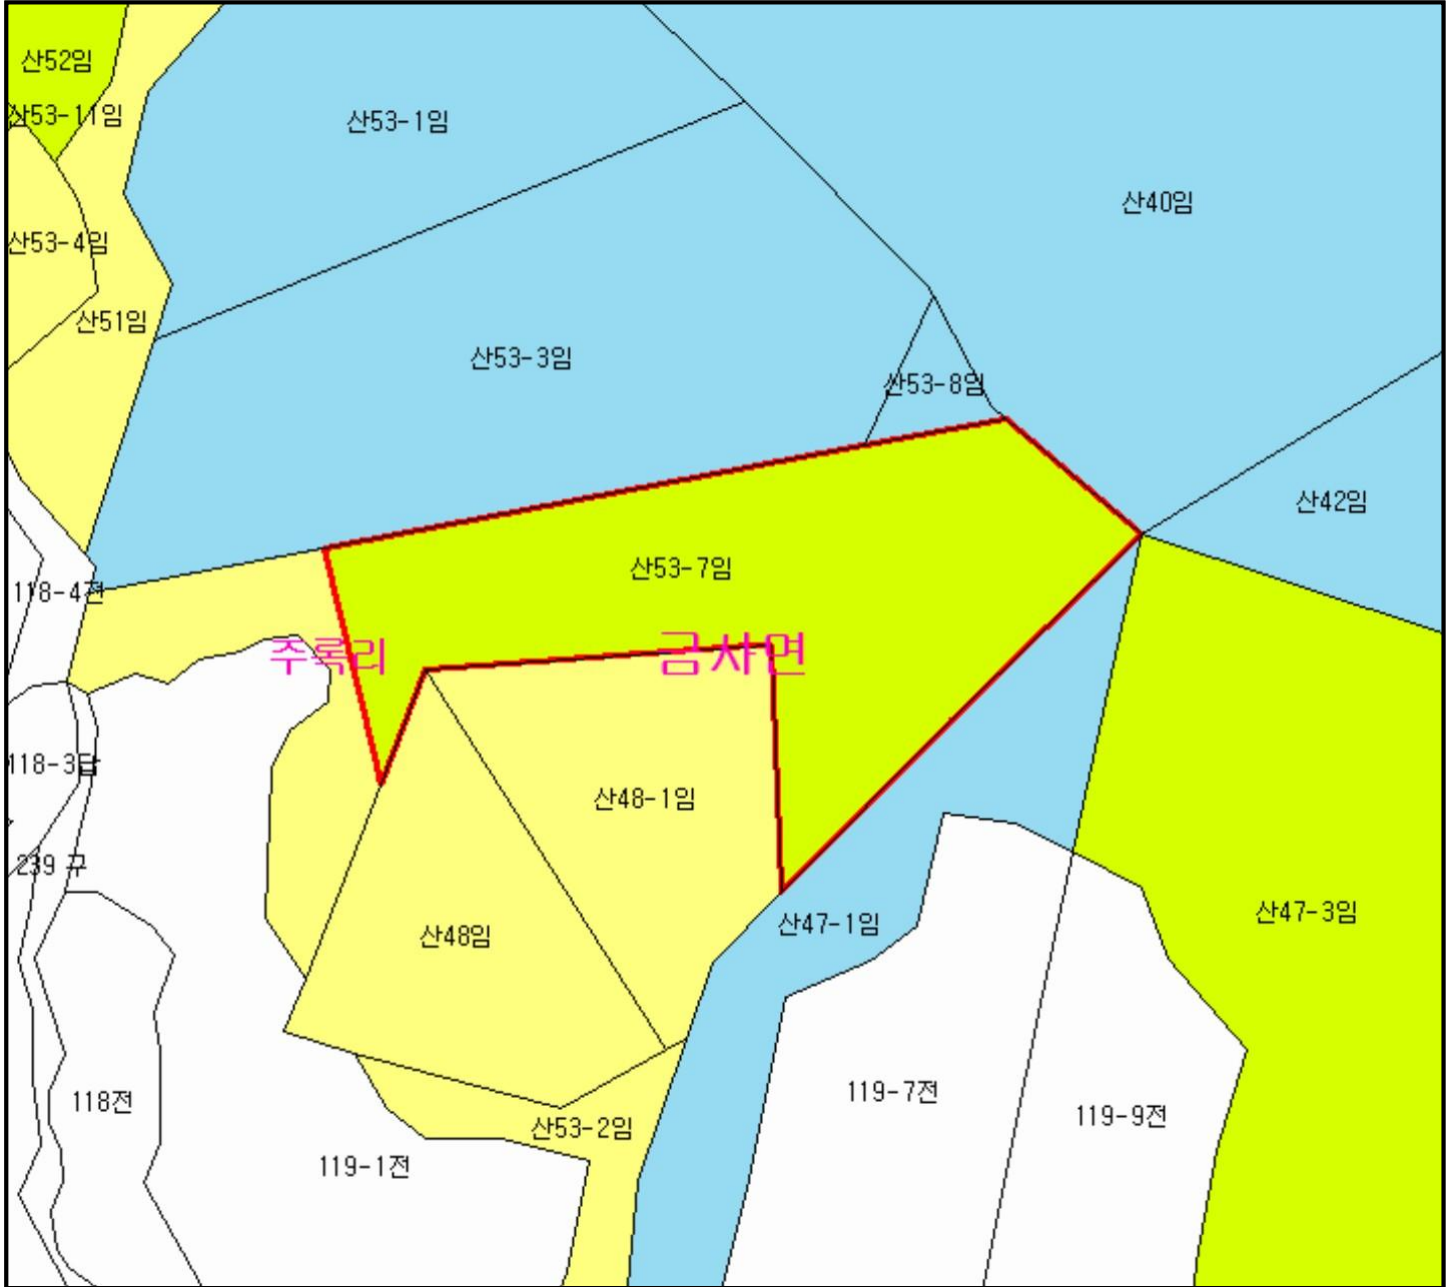 산52임
산53-11임
산53-1임
산40임
산53-4임
산51임
산53-3임
산53-8임
산42임
산53-7임
118-4전
주록리
금사면
118-3답
산48-1임
239 구
산47-1임
산47-3임
산48임
118전
119-7전
119-9전
산53-2임
119-1전